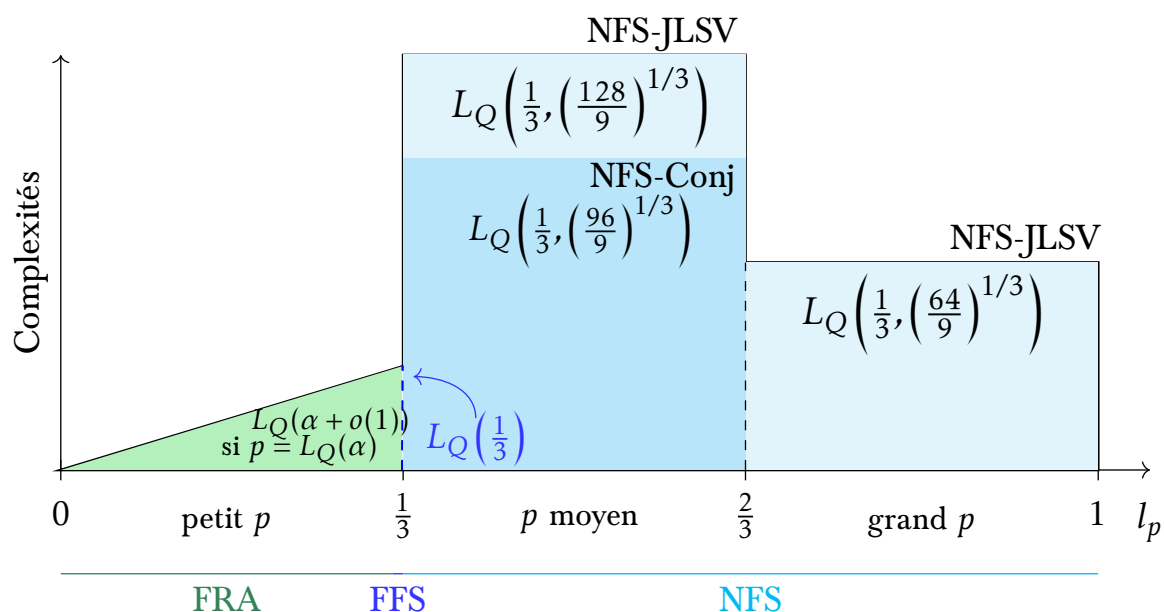 NFS-JLSV
L_Q(1/3, (128/9)^{1/3})
NFS-Conj
L_Q(1/3, (96/9)^{1/3})
NFS-JLSV
L_Q(1/3, (64/9)^{1/3})
Complexités
L_Q(α + o(1))
si p = L_Q(α)
L_Q(1/3)
0 petit p 1/3 p moyen 2/3 grand p 1 l_p
FRA FFS NFS